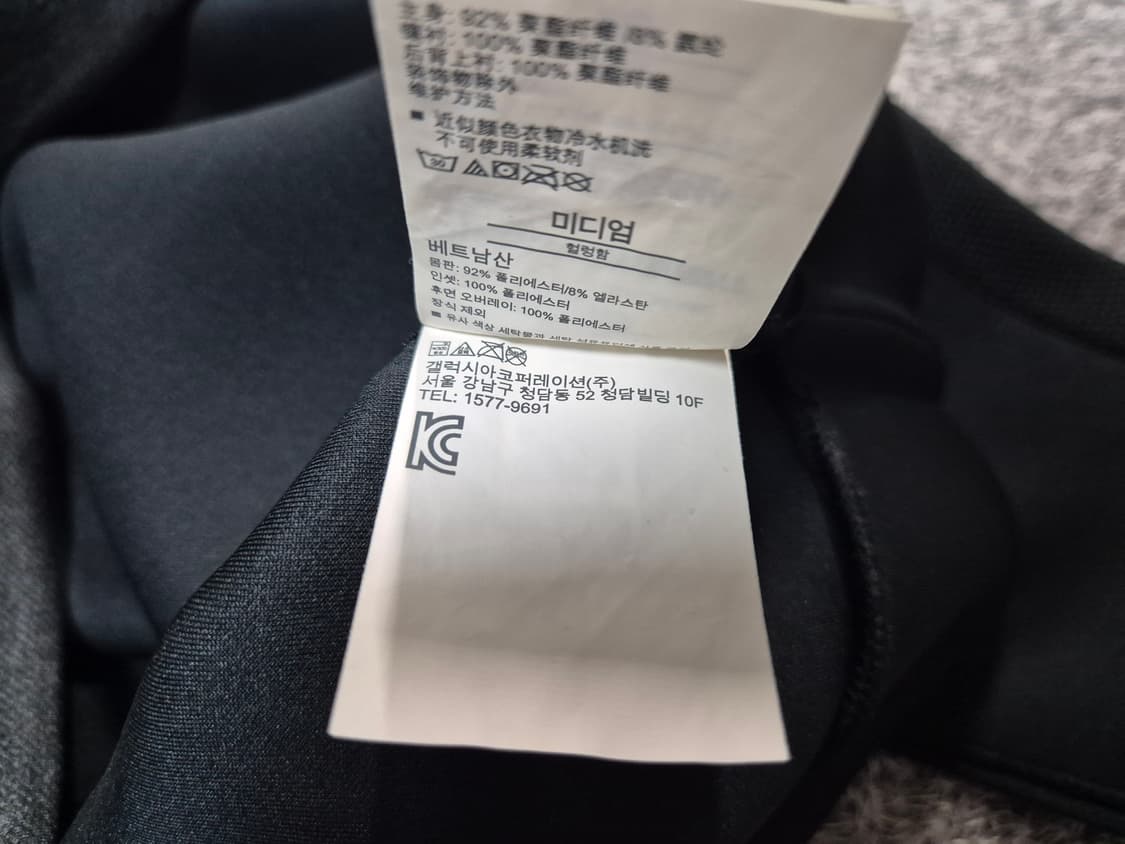 主身: 92% 聚酯纤维 /8% 氨纶
镶衬: 100% 聚酯纤维
后背上衬: 100% 聚酯纤维
装饰物除外
维护方法
■ 近似颜色衣物冷水机洗
不可使用柔软剂
30
미디엄
헐렁함
베트남산
몸판: 92% 폴리에스터/8% 엘라스탄
인셋: 100% 폴리에스터
후면 오버레이: 100% 폴리에스터
장식 제외
■ 유사 색상 세탁물과 세탁
갤럭시아코퍼레이션(주)
서울 강남구 청담동 52 청담빌딩 10F
TEL: 1577-9691
KC